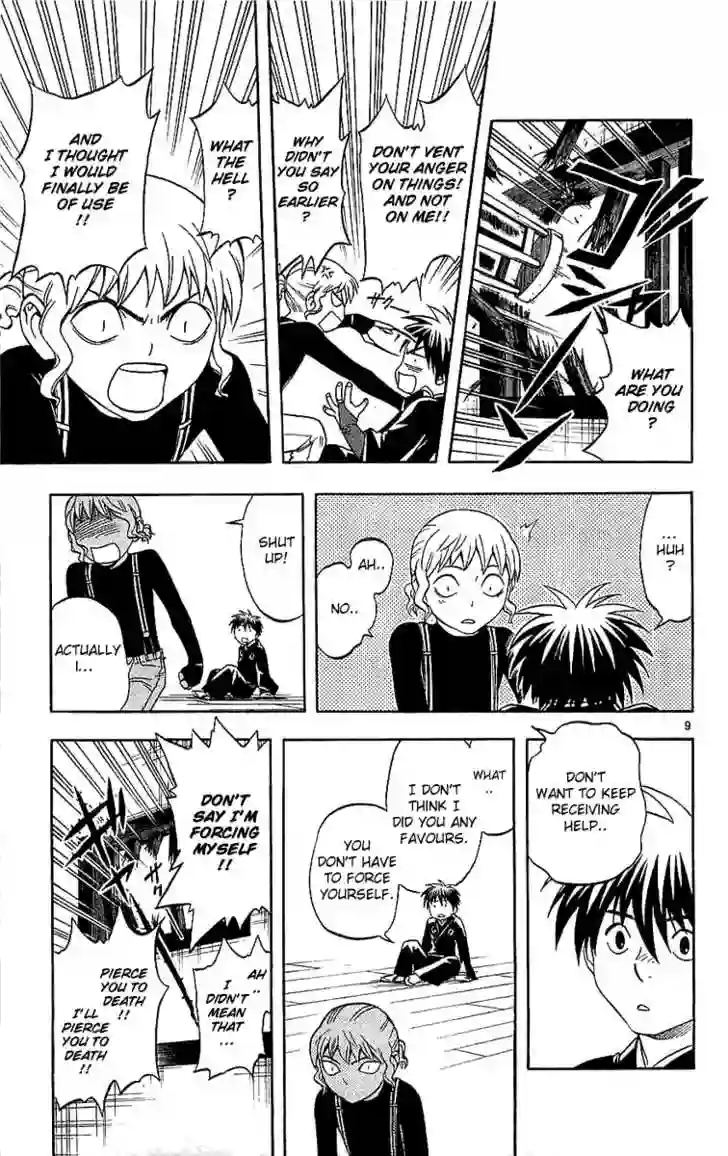 WHAT
ARE YOU
DOING
?
DON'T VENT
YOUR ANGER
ON THINGS!
AND NOT
ON ME!!
WHY
DIDN'T
YOU SAY
SO
EARLIER
?
WHAT
THE
HELL
?
AND
I THOUGHT
I WOULD
FINALLY BE
OF USE
!!
...
HUH
?
AH..
NO..
SHUT
UP!
ACTUALLY
I...
9
DON'T
WANT TO KEEP
RECEIVING
HELP..
WHAT
..
I DON'T
THINK I
DID YOU ANY
FAVOURS.
YOU
DON'T HAVE
TO FORCE
YOURSELF.
DON'T
SAY I'M
FORCING
MYSELF
!!
AH
..
I
DIDN'T
MEAN
THAT
...
PIERCE
YOU TO
DEATH
!!
I'LL
PIERCE
YOU TO
DEATH
!!